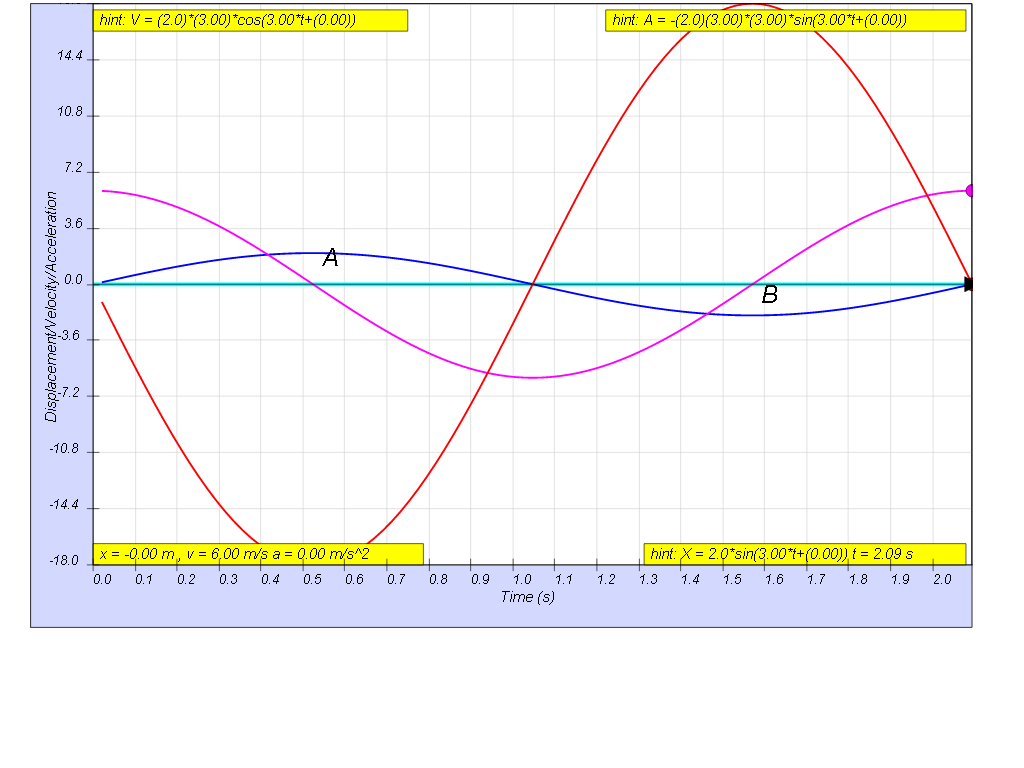 hint: V = (2.0)*(3.00)*cos(3.00*t+(0.00))
hint: A = -(2.0)(3.00)*(3.00)*sin(3.00*t+(0.00))
14.4
10.8
7.2
3.6
0.0
-3.6
-7.2
-10.8
-14.4
-18.0
Displacement/Velocity/Acceleration
A
B
x = -0.00 m , v = 6.00 m/s a = 0.00 m/s^2
hint: X = 2.0*sin(3.00*t+(0.00)) t = 2.09 s
0.0 0.1 0.2 0.3 0.4 0.5 0.6 0.7 0.8 0.9 1.0 1.1 1.2 1.3 1.4 1.5 1.6 1.7 1.8 1.9 2.0
Time (s)